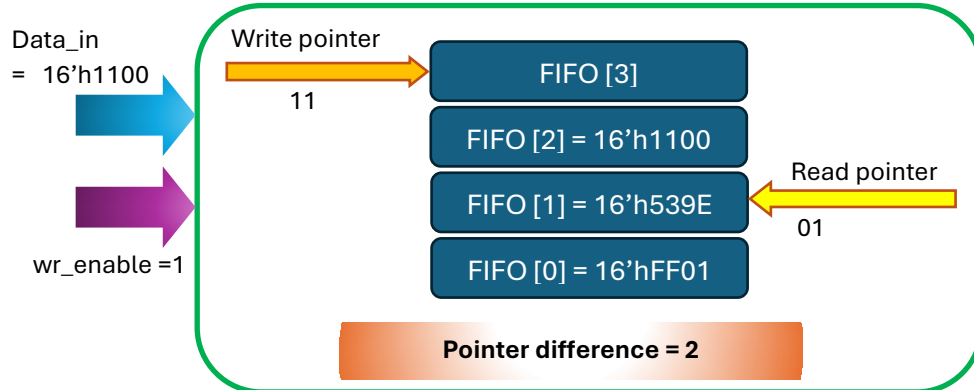 Data_in
= 16’h1100
wr_enable =1
Write pointer
11
FIFO [3]
FIFO [2] = 16’h1100
FIFO [1] = 16’h539E
FIFO [0] = 16’hFF01
Read pointer
01
Pointer difference = 2